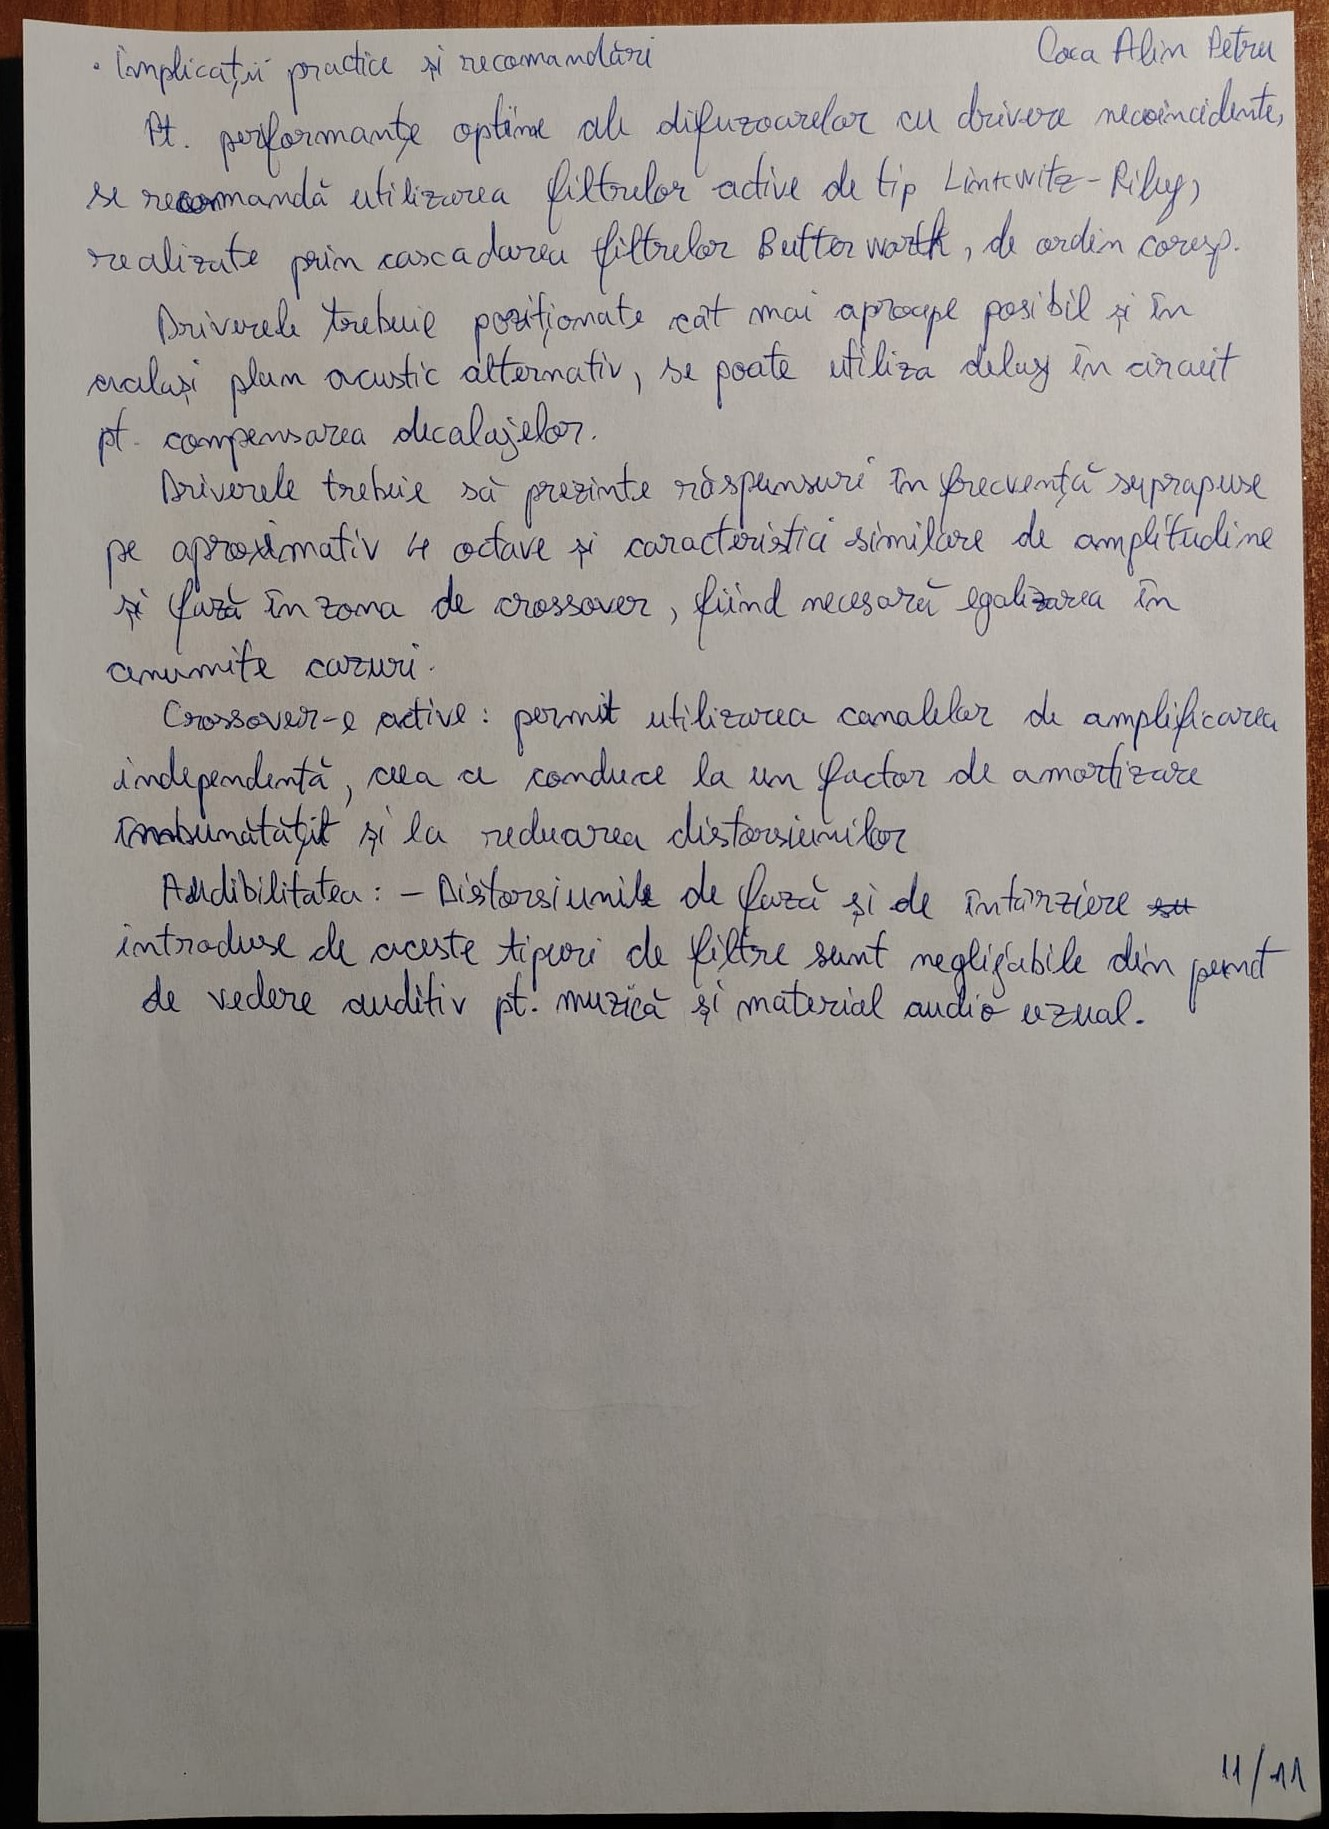 • Implicații practice și recomandări
Coca Alin Petru
Pt. performanțe optime ale difuzoarelor cu drivere necoincidente,
se recomandă utilizarea filtrelor active de tip Linkwitz-Riley,
realizate prin cascadarea filtrelor Butterworth, de ordin coresp.
Driverele trebuie poziționate cât mai aproape posibil și în
același plan acustic alternativ, se poate utiliza delay în circuit
pt. compensarea decalajelor.
Driverele trebuie să prezinte răspunsuri în frecvență suprapuse
pe aproximativ 4 octave și caracteristici similare de amplitudine
și fază în zona de crossover, fiind necesară egalizarea în
anumite cazuri.
Crossover-e active: permit utilizarea canalelor de amplificarea
independentă, ceea ce conduce la un factor de amortizare
îmbunătățit și la reducerea distorsiunilor
Audibilitatea: - Distorsiunile de fază și de întârziere
introduse de aceste tipuri de filtre sunt neglijabile din punct
de vedere auditiv pt. muzică și material audio uzual.
11/11